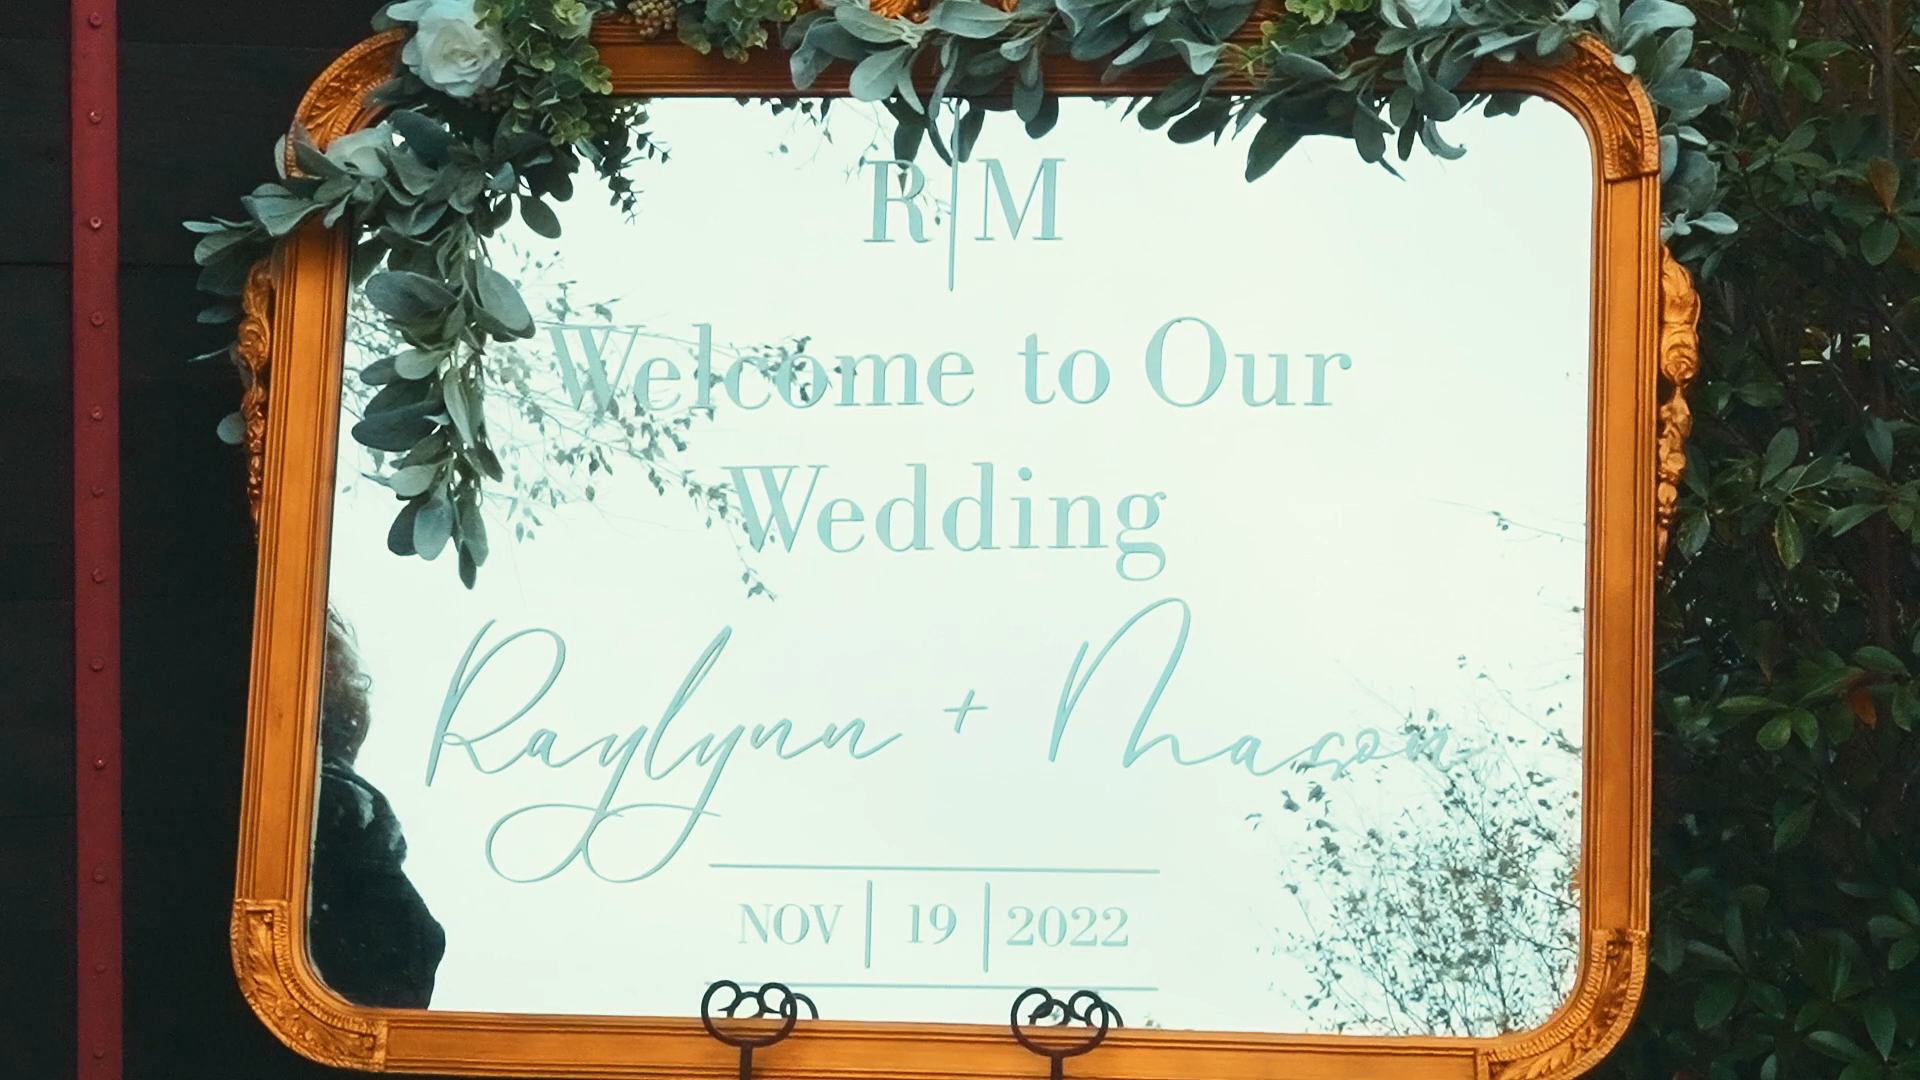 R|M
Welcome to Our
Wedding
Raylynn + Mason
NOV | 19 | 2022